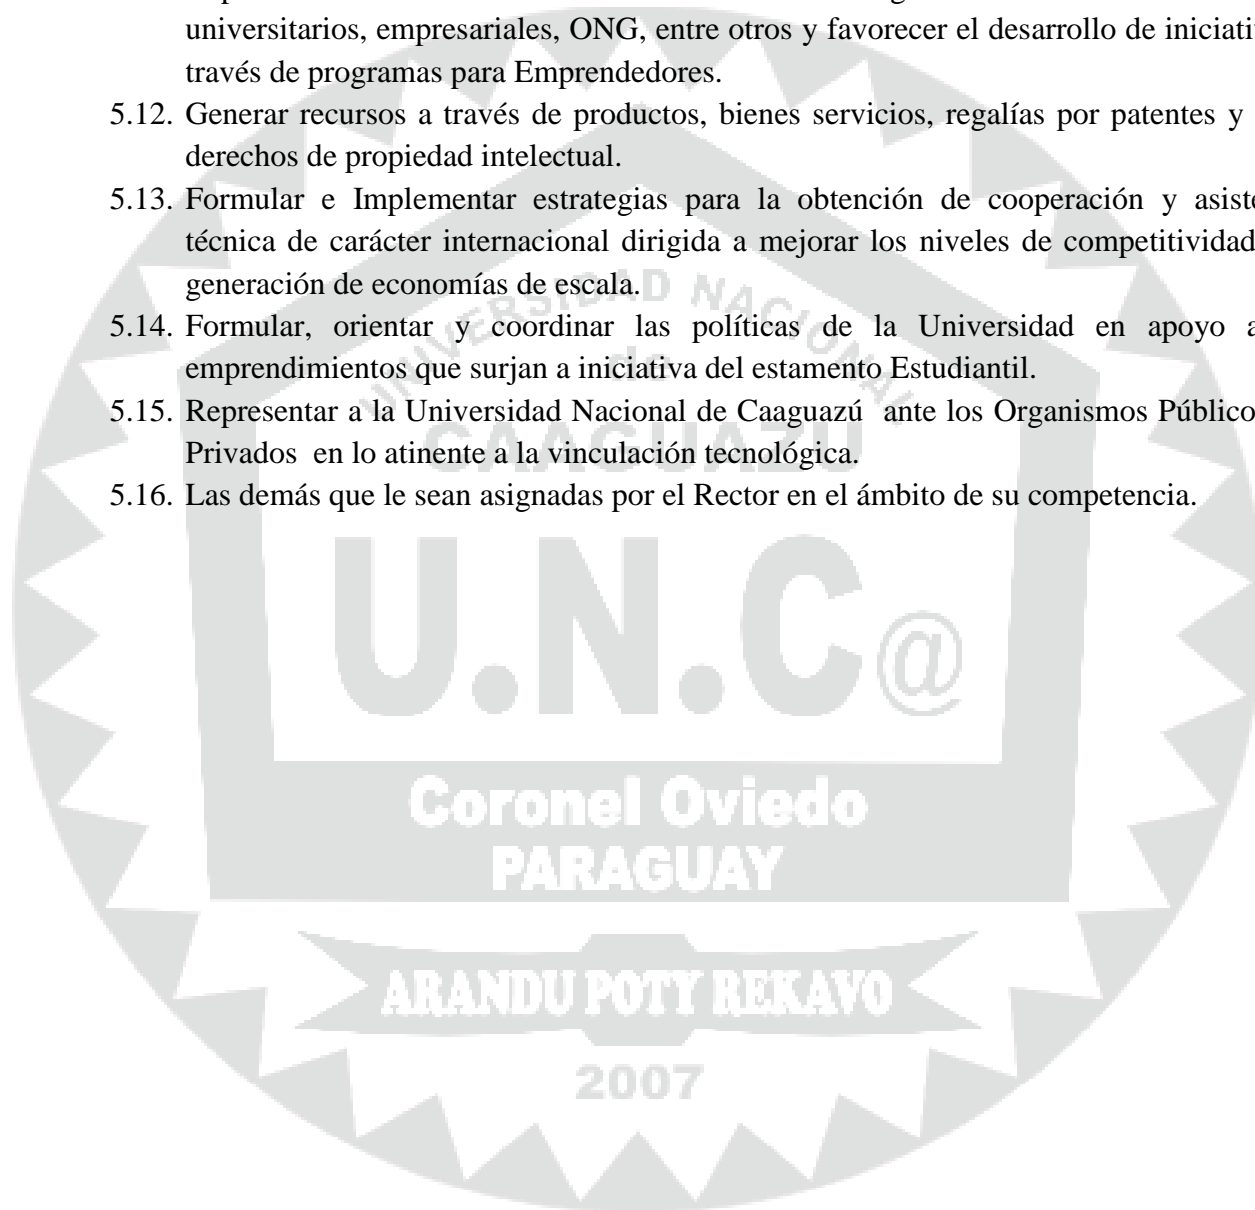 universitarios, empresariales, ONG, entre otros y favorecer el desarrollo de
través de programas para Emprendedores.
5.12. Generar recursos a través de productos, bienes servicios, regalías por patentes y
derechos de propiedad intelectual.
5.13. Formular e Implementar estrategias para la obtención de cooperación y
técnica de carácter internacional dirigida a mejorar los niveles de competitividad
generación de economías de escala.
5.14. Formular, orientar y coordinar las políticas de la Universidad en apoyo
emprendimientos que surjan a iniciativa del estamento Estudiantil.
5.15. Representar a la Universidad Nacional de Caaguazú ante los Organismos
Privados en lo atinente a la vinculación tecnológica.
5.16. Las demás que le sean asignadas por el Rector en el ámbito de su competencia.
UNIVERSIDAD NACIONAL
de
CAAGUAZU
U.N.C@
Coronel Oviedo
PARAGUAY
ARANDU POTY REKAVO
2007